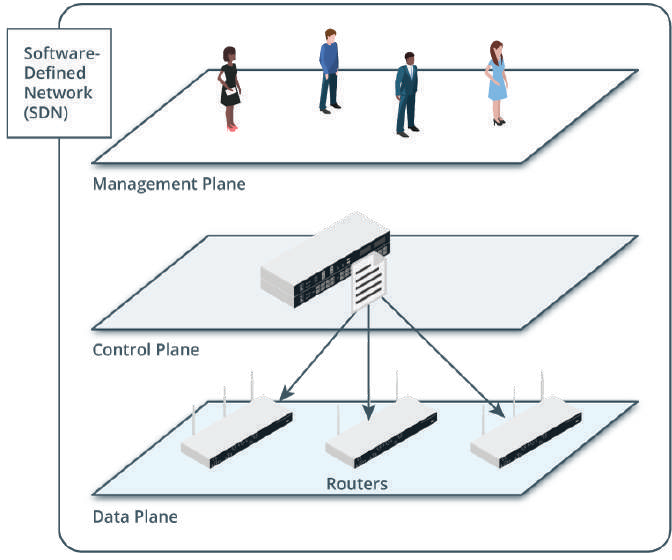 Software-
Defined
Network
(SDN)
Management Plane
Control Plane
Routers
Data Plane